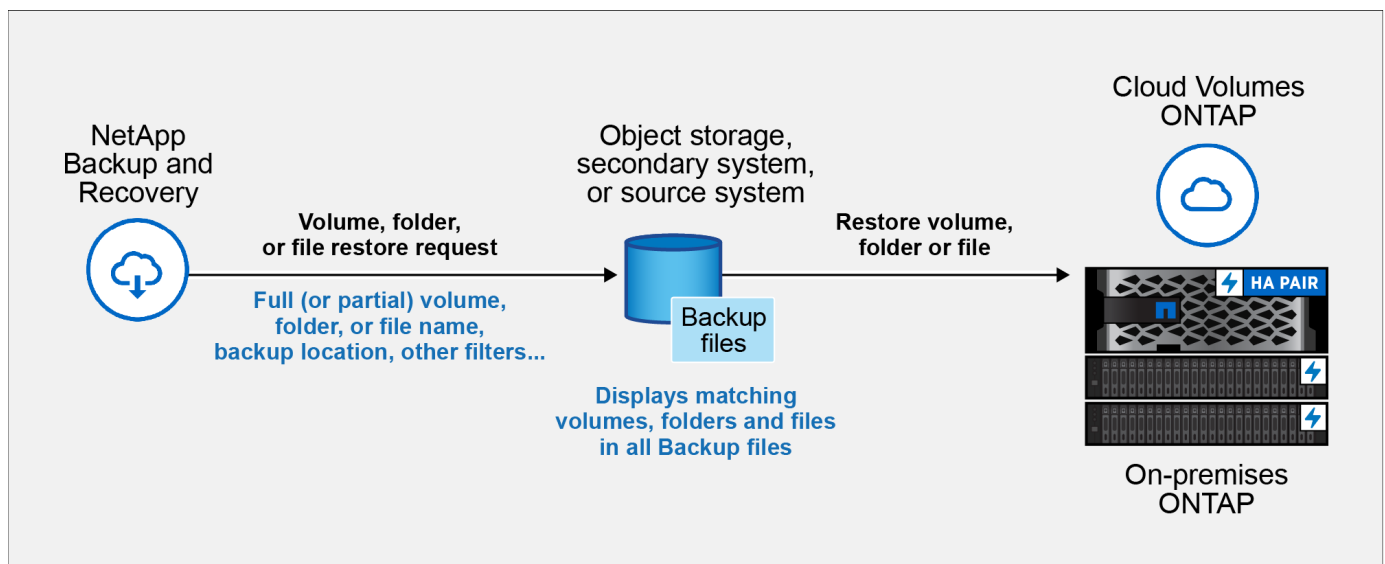 NetApp
Backup and
Recovery
Volume, folder,
or file restore request
Full (or partial) volume,
folder, or file name,
backup location, other filters...
Object storage,
secondary system,
or source system
Backup
files
Displays matching
volumes, folders and files
in all Backup files
Restore volume,
folder or file
Cloud Volumes
ONTAP
HA PAIR
On-premises
ONTAP